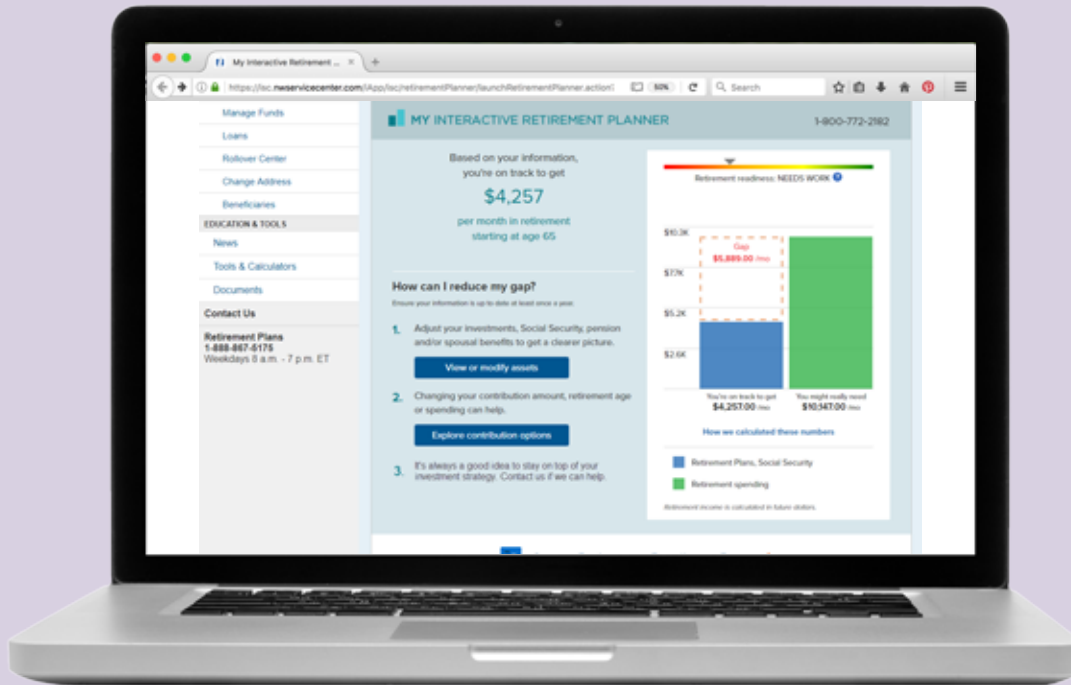 My Interactive Retirement ... ×
https://isc.nwservicecenter.com/iApp/isc/retirementPlanner/launchRetirementPlanner.action?
50%
Search
Manage Funds
Loans
Rollover Center
Change Address
Beneficiaries
EDUCATION & TOOLS
News
Tools & Calculators
Documents
Contact Us
Retirement Plans
1-888-867-5175
Weekdays 8 a.m. - 7 p.m. ET
MY INTERACTIVE RETIREMENT PLANNER
1-800-772-2182
Based on your information,
you're on track to get
$4,257
per month in retirement
starting at age 65
How can I reduce my gap?
Ensure your information is up to date at least once a year.
1. Adjust your investments, Social Security, pension
and/or spousal benefits to get a clearer picture.
View or modify assets
2. Changing your contribution amount, retirement age
or spending can help.
Explore contribution options
3. It's always a good idea to stay on top of your
investment strategy. Contact us if we can help.
Retirement readiness: NEEDS WORK ?
$10.3K
$7.7K
$5.2K
$2.6K
Gap
$5,889.00 /mo
You're on track to get
$4,257.00 /mo
You might really need
$10,147.00 /mo
How we calculated these numbers
Retirement Plans, Social Security
Retirement spending
Retirement income is calculated in future dollars.